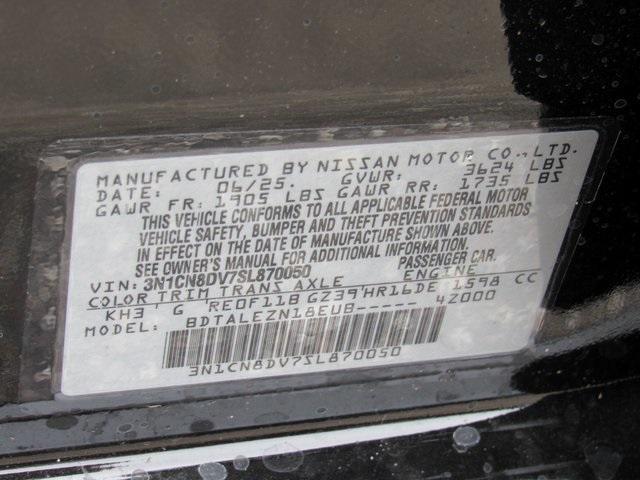 MANUFACTURED BY NISSAN MOTOR CO., LTD.
DATE: 06/25. GVWR: 3624 LBS
GAWR FR: 1905 LBS GAWR RR: 1735 LBS
THIS VEHICLE CONFORMS TO ALL APPLICABLE FEDERAL MOTOR
VEHICLE SAFETY, BUMPER AND THEFT PREVENTION STANDARDS
IN EFFECT ON THE DATE OF MANUFACTURE SHOWN ABOVE.
SEE OWNER'S MANUAL FOR ADDITIONAL INFORMATION.
VIN: 3N1CN8DV7SL870050 PASSENGER CAR.
COLOR TRIM TRANS AXLE ENGINE
KH3 G RE0F11B GZ39 HR16DE 1598 CC
MODEL: BDTALEZN18EUB----- 42000
3N1CN8DV7SL870050